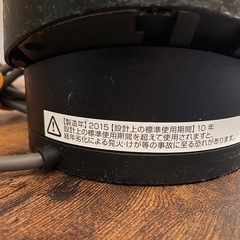 【製造年】2015【設計上の標準使用期間】10年
設計上の標準使用期間を超えて使用されますと、
経年劣化による発火・けが等の事故に至る恐れがあります。